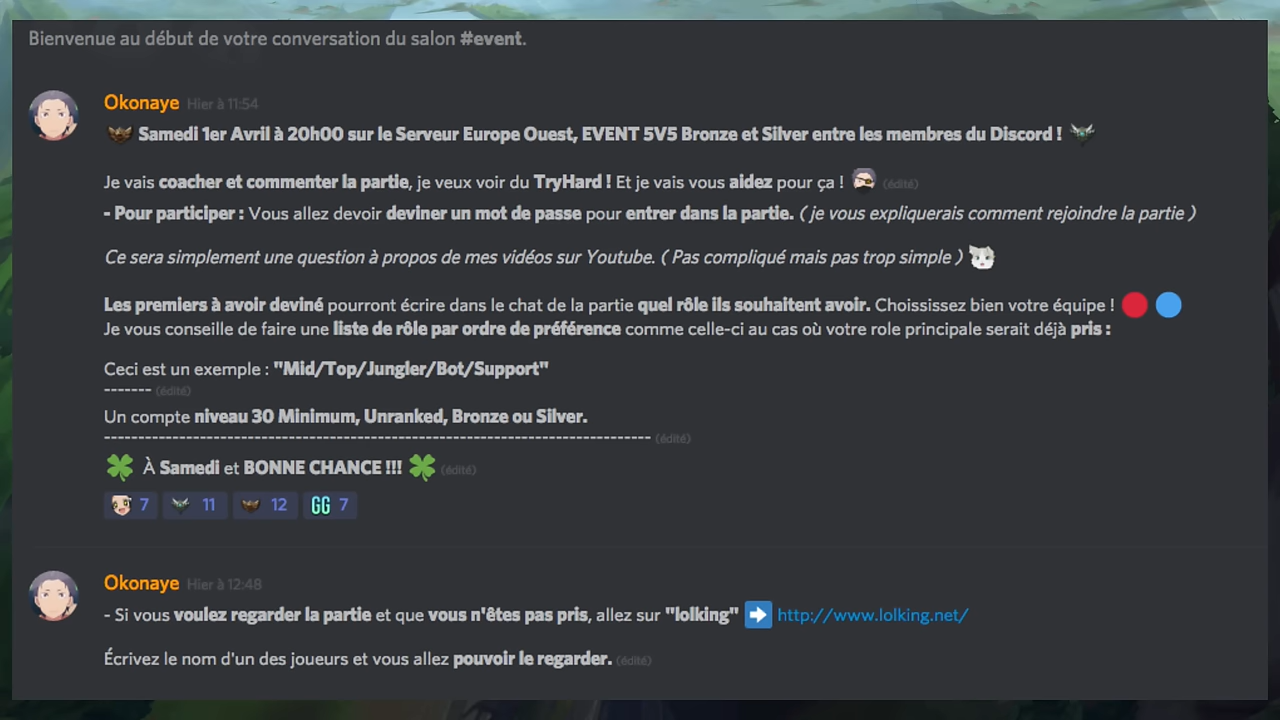 Bienvenue au début de votre conversation du salon #event.
Okonaye Hier à 11:54
Samedi 1er Avril à 20h00 sur le Serveur Europe Ouest, EVENT 5V5 Bronze et Silver entre les membres du Discord !
Je vais coacher et commenter la partie, je veux voir du TryHard ! Et je vais vous aidez pour ça ! (édité)
- Pour participer : Vous allez devoir deviner un mot de passe pour entrer dans la partie. ( je vous expliquerais comment rejoindre la partie )
Ce sera simplement une question à propos de mes vidéos sur Youtube. ( Pas compliqué mais pas trop simple )
Les premiers à avoir deviné pourront écrire dans le chat de la partie quel rôle ils souhaitent avoir. Choississez bien votre équipe !
Je vous conseille de faire une liste de rôle par ordre de préférence comme celle-ci au cas où votre role principale serait déjà pris :
Ceci est un exemple : "Mid/Top/Jungler/Bot/Support"
------- (édité)
Un compte niveau 30 Minimum, Unranked, Bronze ou Silver.
-------------------------------------------------------------------------------- (édité)
À Samedi et BONNE CHANCE !!! (édité)
7 11 12 GG 7
Okonaye Hier à 12:48
- Si vous voulez regarder la partie et que vous n'êtes pas pris, allez sur "lolking" http://www.lolking.net/
Écrivez le nom d'un des joueurs et vous allez pouvoir le regarder. (édité)